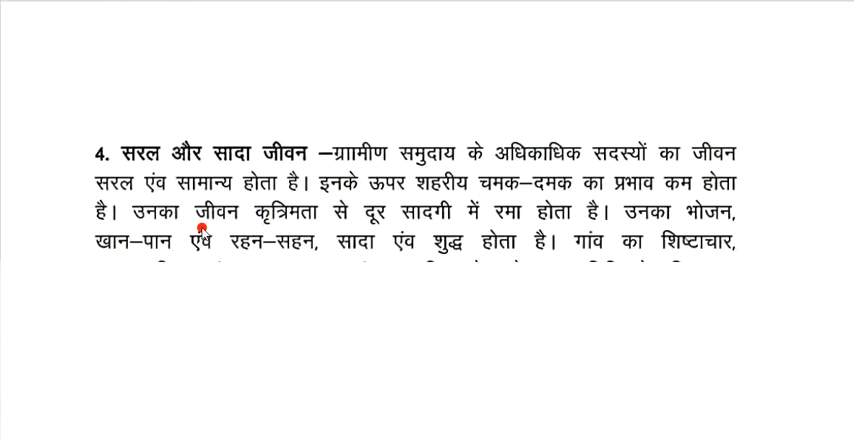 4. सरल और सादा जीवन –ग्राामीण समुदाय के अधिकाधिक सदस्यों का जीवन
सरल एंव सामान्य होता है। इनके ऊपर शहरीय चमक–दमक का प्रभाव कम होता
है। उनका जीवन कृत्रिमता से दूर सादगी में रमा होता है। उनका भोजन,
खान–पान एंव रहन–सहन, सादा एंव शुद्ध होता है। गांव का शिष्टाचार,